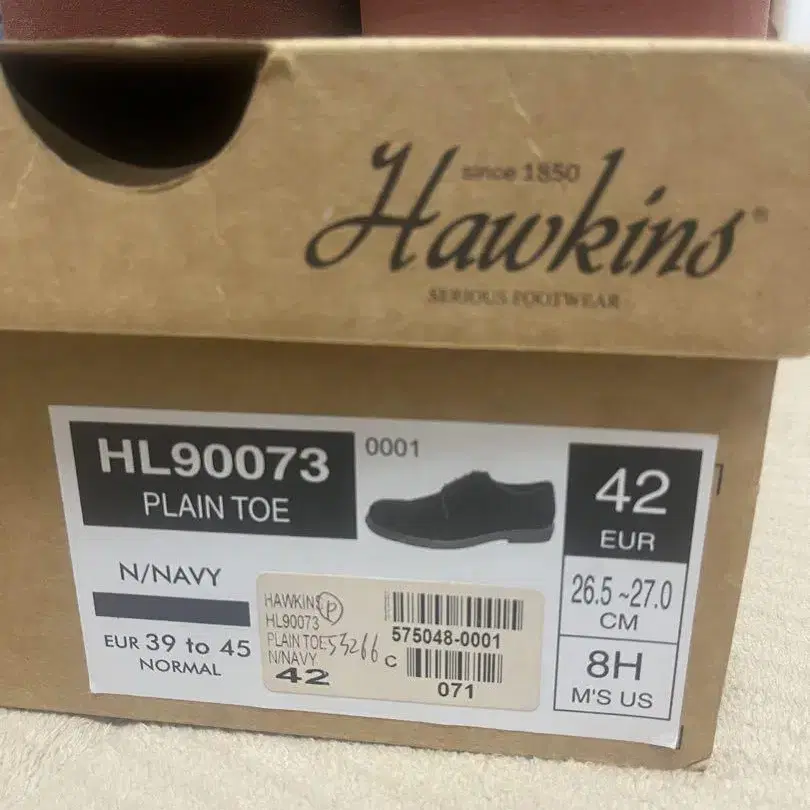 since 1850
Hawkins®
SERIOUS FOOTWEAR
HL90073
PLAIN TOE
0001
42
EUR
26.5~27.0
CM
8H
M'S US
N/NAVY
EUR 39 to 45
NORMAL
HAWKINS P
HL90073
PLAIN TOE 53266
N/NAVY
42
575048-0001
C
071